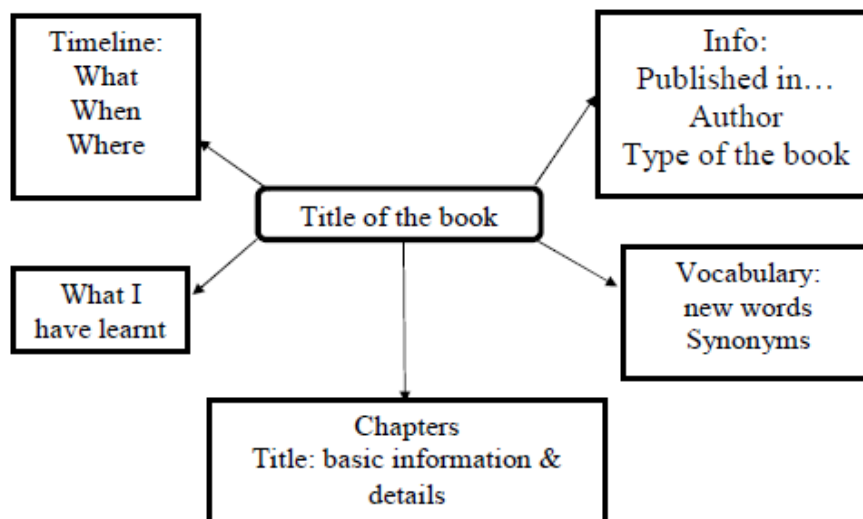 Timeline:
What
When
Where
Info:
Published in…
Author
Type of the book
Title of the book
What I
have learnt
Vocabulary:
new words
Synonyms
Chapters
Title: basic information &
details